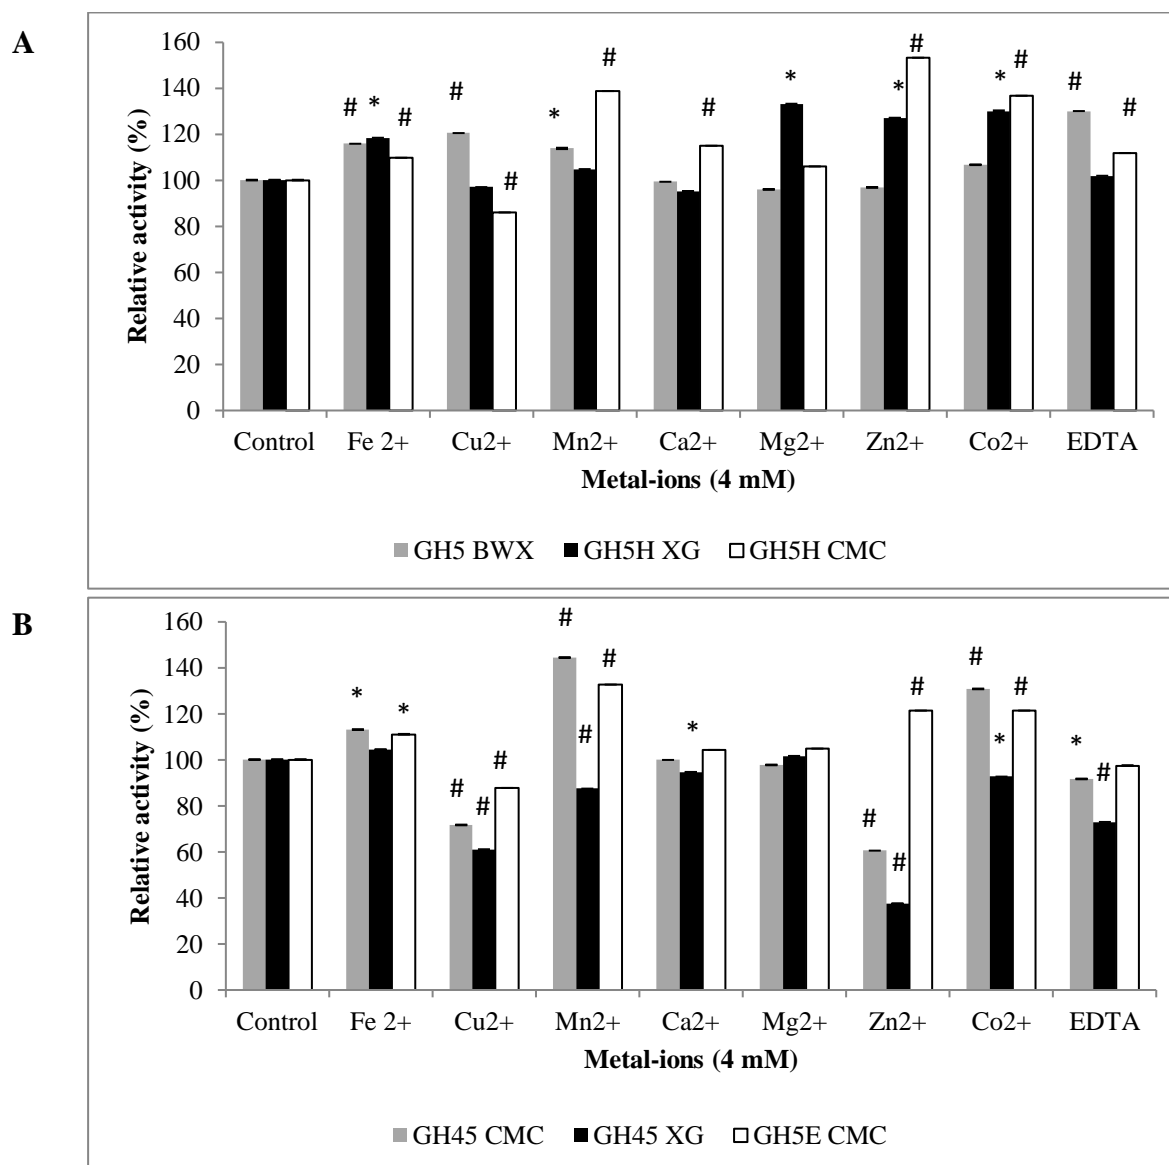 A
160
140
120
100
80
60
40
20
0
Relative activity (%)
# * #
# #
* #
#
*
* #
* #
# #
Control Fe 2+ Cu2+ Mn2+ Ca2+ Mg2+ Zn2+ Co2+ EDTA
Metal-ions (4 mM)
GH5 BWX GH5H XG GH5H CMC
B
160
140
120
100
80
60
40
20
0
Relative activity (%)
* *
# # #
# # #
*
# # #
# * #
* #
Control Fe 2+ Cu2+ Mn2+ Ca2+ Mg2+ Zn2+ Co2+ EDTA
Metal-ions (4 mM)
GH45 CMC GH45 XG GH5E CMC